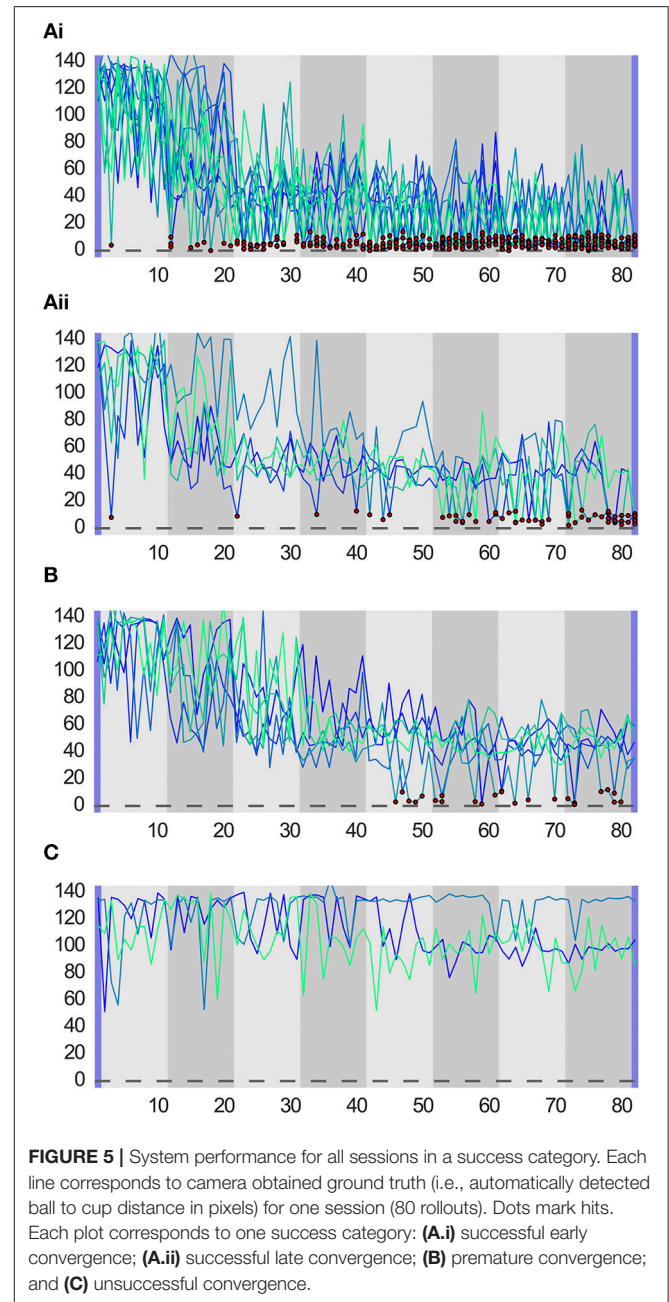 Ai
140
120
100
80
60
40
20
0
10 20 30 40 50 60 70 80
Aii
140
120
100
80
60
40
20
0
10 20 30 40 50 60 70 80
B
140
120
100
80
60
40
20
0
10 20 30 40 50 60 70 80
C
140
120
100
80
60
40
20
0
10 20 30 40 50 60 70 80
FIGURE 5 | System performance for all sessions in a success category. Each
line corresponds to camera obtained ground truth (i.e., automatically detected
ball to cup distance in pixels) for one session (80 rollouts). Dots mark hits.
Each plot corresponds to one success category: (A.i) successful early
convergence; (A.ii) successful late convergence; (B) premature convergence;
and (C) unsuccessful convergence.